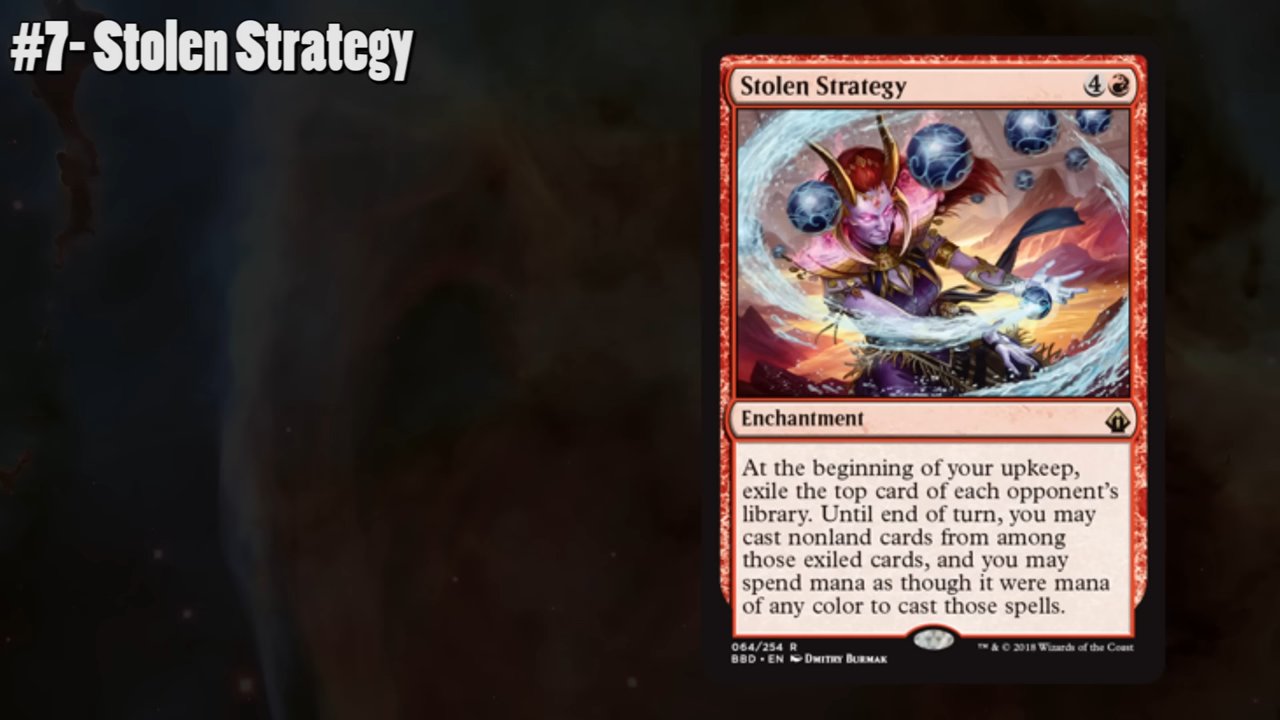 #7- Stolen Strategy
Stolen Strategy 4
Enchantment
At the beginning of your upkeep,
exile the top card of each opponent's
library. Until end of turn, you may
cast nonland cards from among
those exiled cards, and you may
spend mana as though it were mana
of any color to cast those spells.
064/254 R
BBD • EN Dmitry Burmak
™ & © 2018 Wizards of the Coast